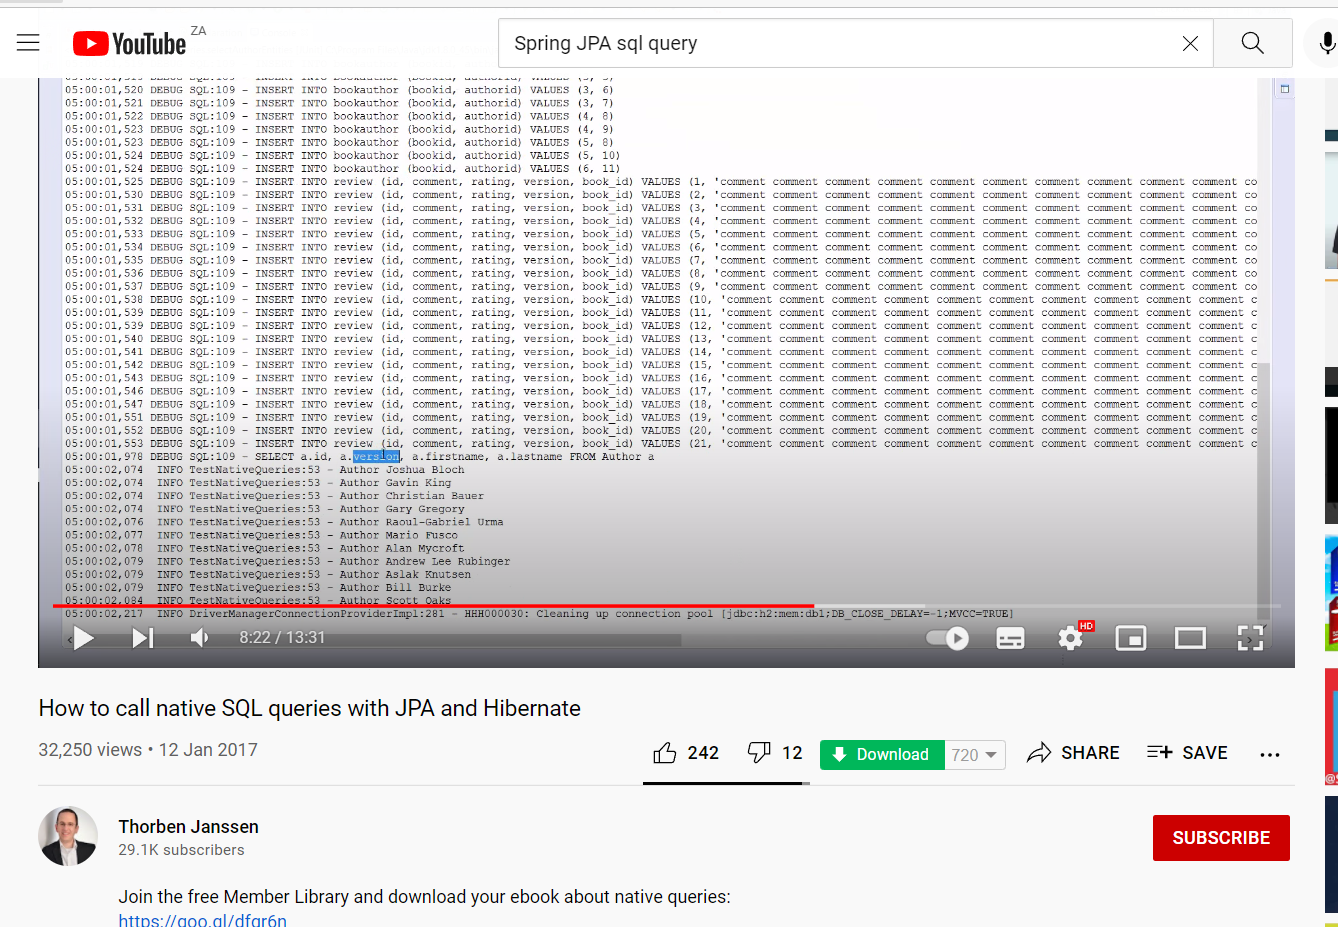 YouTube ZA
Spring JPA sql query
05:00:01,519 DEBUG SQL:109 - INSERT INTO bookauthor (bookid, authorid) VALUES (3, 5)
05:00:01,520 DEBUG SQL:109 - INSERT INTO bookauthor (bookid, authorid) VALUES (3, 6)
05:00:01,521 DEBUG SQL:109 - INSERT INTO bookauthor (bookid, authorid) VALUES (3, 7)
05:00:01,522 DEBUG SQL:109 - INSERT INTO bookauthor (bookid, authorid) VALUES (4, 8)
05:00:01,523 DEBUG SQL:109 - INSERT INTO bookauthor (bookid, authorid) VALUES (4, 9)
05:00:01,523 DEBUG SQL:109 - INSERT INTO bookauthor (bookid, authorid) VALUES (5, 8)
05:00:01,524 DEBUG SQL:109 - INSERT INTO bookauthor (bookid, authorid) VALUES (5, 10)
05:00:01,524 DEBUG SQL:109 - INSERT INTO bookauthor (bookid, authorid) VALUES (6, 11)
05:00:01,525 DEBUG SQL:109 - INSERT INTO review (id, comment, rating, version, book_id) VALUES (1, 'comment comment comment comment comment comment comment comment comment comment co
05:00:01,530 DEBUG SQL:109 - INSERT INTO review (id, comment, rating, version, book_id) VALUES (2, 'comment comment comment comment comment comment comment comment comment comment co
05:00:01,531 DEBUG SQL:109 - INSERT INTO review (id, comment, rating, version, book_id) VALUES (3, 'comment comment comment comment comment comment comment comment comment comment co
05:00:01,532 DEBUG SQL:109 - INSERT INTO review (id, comment, rating, version, book_id) VALUES (4, 'comment comment comment comment comment comment comment comment comment comment co
05:00:01,533 DEBUG SQL:109 - INSERT INTO review (id, comment, rating, version, book_id) VALUES (5, 'comment comment comment comment comment comment comment comment comment comment co
05:00:01,534 DEBUG SQL:109 - INSERT INTO review (id, comment, rating, version, book_id) VALUES (6, 'comment comment comment comment comment comment comment comment comment comment co
05:00:01,535 DEBUG SQL:109 - INSERT INTO review (id, comment, rating, version, book_id) VALUES (7, 'comment comment comment comment comment comment comment comment comment comment co
05:00:01,536 DEBUG SQL:109 - INSERT INTO review (id, comment, rating, version, book_id) VALUES (8, 'comment comment comment comment comment comment comment comment comment comment co
05:00:01,537 DEBUG SQL:109 - INSERT INTO review (id, comment, rating, version, book_id) VALUES (9, 'comment comment comment comment comment comment comment comment comment comment co
05:00:01,538 DEBUG SQL:109 - INSERT INTO review (id, comment, rating, version, book_id) VALUES (10, 'comment comment comment comment comment comment comment comment comment comment c
05:00:01,539 DEBUG SQL:109 - INSERT INTO review (id, comment, rating, version, book_id) VALUES (11, 'comment comment comment comment comment comment comment comment comment comment c
05:00:01,539 DEBUG SQL:109 - INSERT INTO review (id, comment, rating, version, book_id) VALUES (12, 'comment comment comment comment comment comment comment comment comment comment c
05:00:01,540 DEBUG SQL:109 - INSERT INTO review (id, comment, rating, version, book_id) VALUES (13, 'comment comment comment comment comment comment comment comment comment comment c
05:00:01,541 DEBUG SQL:109 - INSERT INTO review (id, comment, rating, version, book_id) VALUES (14, 'comment comment comment comment comment comment comment comment comment comment c
05:00:01,542 DEBUG SQL:109 - INSERT INTO review (id, comment, rating, version, book_id) VALUES (15, 'comment comment comment comment comment comment comment comment comment comment c
05:00:01,543 DEBUG SQL:109 - INSERT INTO review (id, comment, rating, version, book_id) VALUES (16, 'comment comment comment comment comment comment comment comment comment comment c
05:00:01,546 DEBUG SQL:109 - INSERT INTO review (id, comment, rating, version, book_id) VALUES (17, 'comment comment comment comment comment comment comment comment comment comment c
05:00:01,547 DEBUG SQL:109 - INSERT INTO review (id, comment, rating, version, book_id) VALUES (18, 'comment comment comment comment comment comment comment comment comment comment c
05:00:01,551 DEBUG SQL:109 - INSERT INTO review (id, comment, rating, version, book_id) VALUES (19, 'comment comment comment comment comment comment comment comment comment comment c
05:00:01,552 DEBUG SQL:109 - INSERT INTO review (id, comment, rating, version, book_id) VALUES (20, 'comment comment comment comment comment comment comment comment comment comment c
05:00:01,553 DEBUG SQL:109 - INSERT INTO review (id, comment, rating, version, book_id) VALUES (21, 'comment comment comment comment comment comment comment comment comment comment c
05:00:01,978 DEBUG SQL:109 - SELECT a.id, a.version, a.firstname, a.lastname FROM Author a
05:00:02,074 INFO TestNativeQueries:53 - Author Joshua Bloch
05:00:02,074 INFO TestNativeQueries:53 - Author Gavin King
05:00:02,074 INFO TestNativeQueries:53 - Author Christian Bauer
05:00:02,074 INFO TestNativeQueries:53 - Author Gary Gregory
05:00:02,076 INFO TestNativeQueries:53 - Author Raoul-Gabriel Urma
05:00:02,077 INFO TestNativeQueries:53 - Author Mario Fusco
05:00:02,078 INFO TestNativeQueries:53 - Author Alan Mycroft
05:00:02,079 INFO TestNativeQueries:53 - Author Andrew Lee Rubinger
05:00:02,079 INFO TestNativeQueries:53 - Author Aslak Knutsen
05:00:02,079 INFO TestNativeQueries:53 - Author Bill Burke
05:00:02,084 INFO TestNativeQueries:53 - Author Scott Oaks
05:00:02,217 INFO DriverManagerConnectionProviderImpl:281 - HHH000030: Cleaning up connection pool [jdbc:h2:mem:db1;DB_CLOSE_DELAY=-1;MVCC=TRUE]
8:22 / 13:31
HD
How to call native SQL queries with JPA and Hibernate
32,250 views • 12 Jan 2017
242 12 Download 720 SHARE SAVE
Thorben Janssen
29.1K subscribers
SUBSCRIBE
Join the free Member Library and download your ebook about native queries:
https://goo.gl/dfgr6n